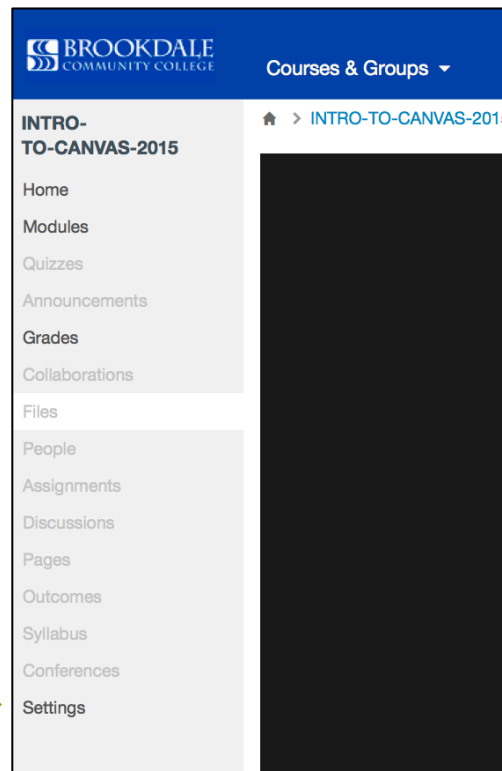 BROOKDALE
COMMUNITY COLLEGE
Courses & Groups
INTRO-
TO-CANVAS-2015
> INTRO-TO-CANVAS-201
Home
Modules
Quizzes
Announcements
Grades
Collaborations
Files
People
Assignments
Discussions
Pages
Outcomes
Syllabus
Conferences
Settings